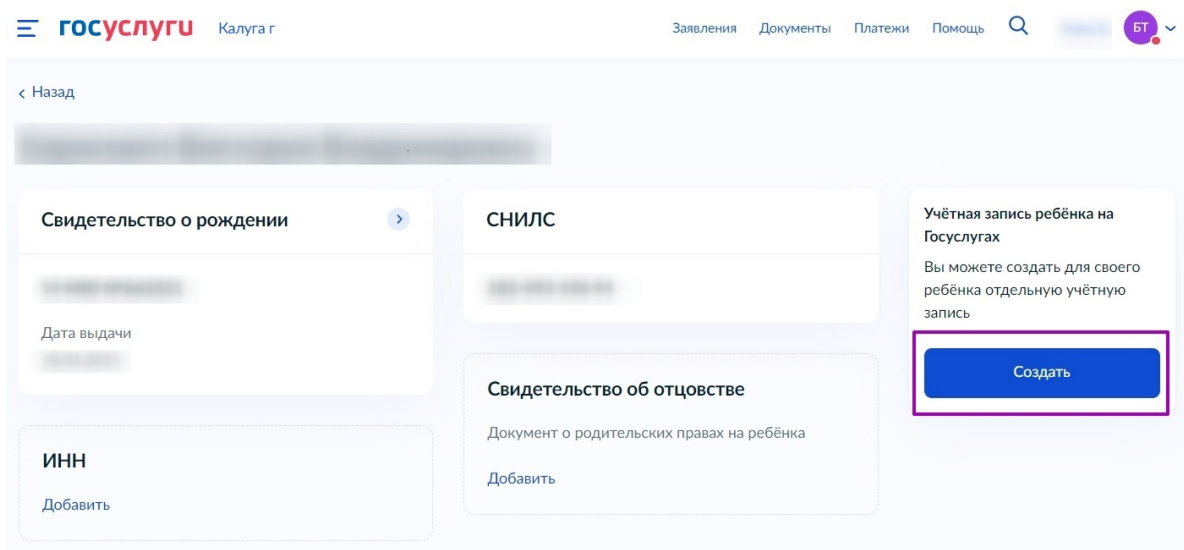 госуслуги Калуга г Заявления Документы Платежи Помощь БТ
Назад
Свидетельство о рождении
Дата выдачи
ИНН
Добавить
СНИЛС
Свидетельство об отцовстве
Документ о родительских правах на ребёнка
Добавить
Учётная запись ребёнка на
Госуслугах
Вы можете создать для своего
ребёнка отдельную учётную
запись
Создать